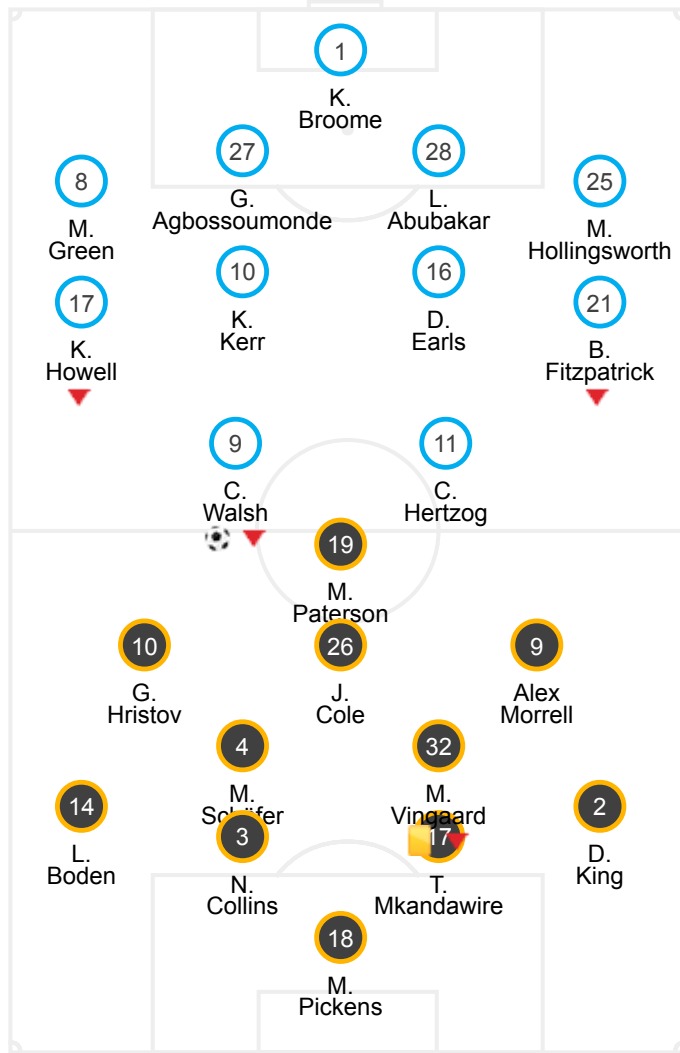 1
K.
Broome
27
28
G.
Agbossoumonde
L.
Abubakar
8
25
M.
Green
M.
Hollingsworth
10
16
K.
Kerr
D.
Earls
17
21
K.
Howell
B.
Fitzpatrick
9
11
C.
Walsh
C.
Hertzog
19
M.
Paterson
10
26
9
G.
Hristov
J.
Cole
Alex
Morrell
4
32
M.
Schäfer
M.
Vingaard
14
2
L.
Boden
D.
King
3
17
N.
Collins
T.
Mkandawire
18
M.
Pickens